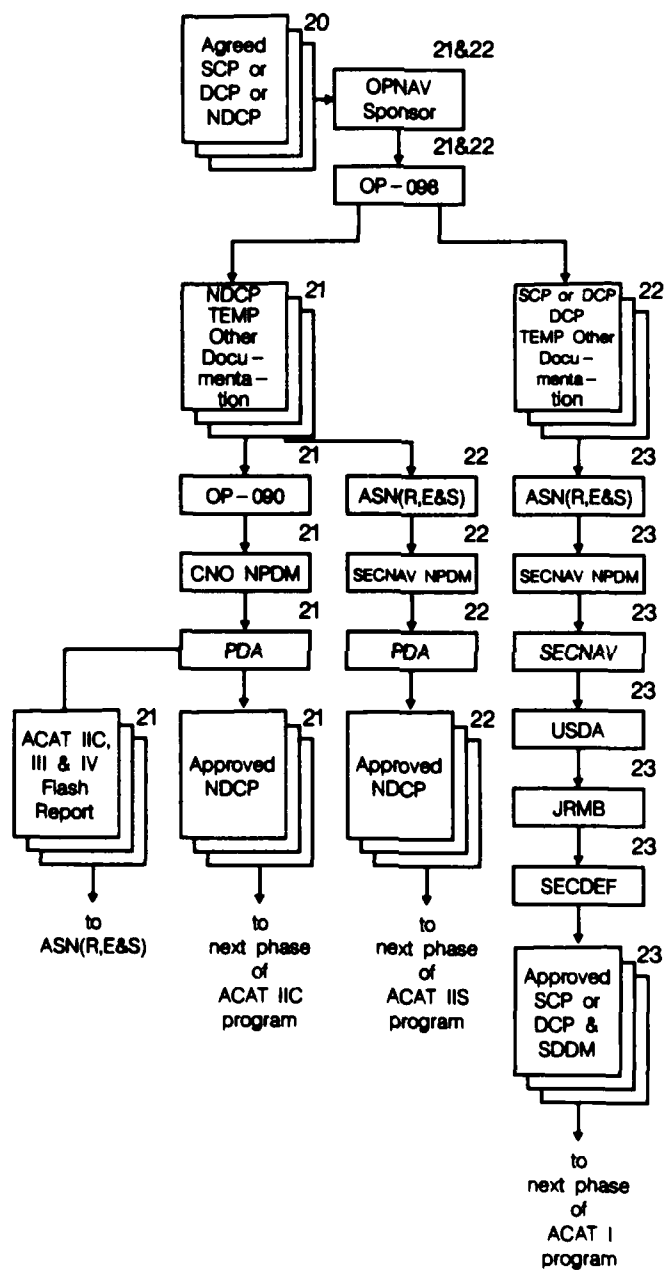 20
Agreed
SCP or
DCP or
NDCP
21&22
OPNAV
Sponsor
21&22
OP-098
21
NDCP
TEMP
Other
Docu-
menta-
tion
22
SCP or DCP
DCP
TEMP Other
Docu-
menta-
tion
21
OP-090
22
ASN(R,E&S)
23
ASN(R,E&S)
21
CNO NPDM
22
SECNAV NPDM
23
SECNAV NPDM
21
PDA
22
PDA
23
SECNAV
21
ACAT IIC,
III & IV
Flash
Report
21
Approved
NDCP
22
Approved
NDCP
23
USDA
23
JRMB
23
SECDEF
to
ASN(R,E&S)
to
next phase
of
ACAT IIC
program
to
next phase
of
ACAT IIS
program
23
Approved
SCP or
DCP &
SDDM
to
next phase
of
ACAT I
program